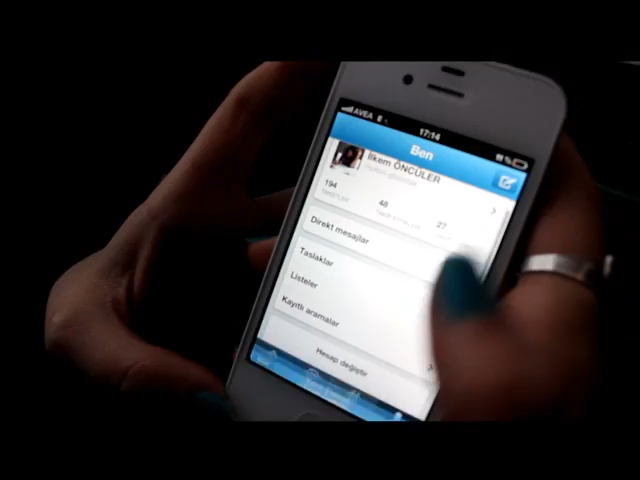 AVEA
17:14
Ben
İlkem ÖNCÜLER
194
48
27
Direkt mesajlar
Taslaklar
Listeler
Kayıtlı aramalar
Hesap değiştir